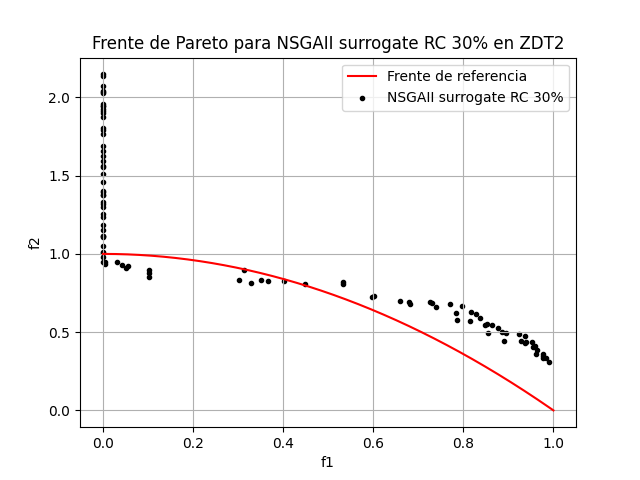 Frente de Pareto para NSGAII surrogate RC 30% en ZDT2
Frente de referencia
NSGAII surrogate RC 30%
2.0
1.5
1.0
0.5
0.0
f2
0.0 0.2 0.4 0.6 0.8 1.0
f1